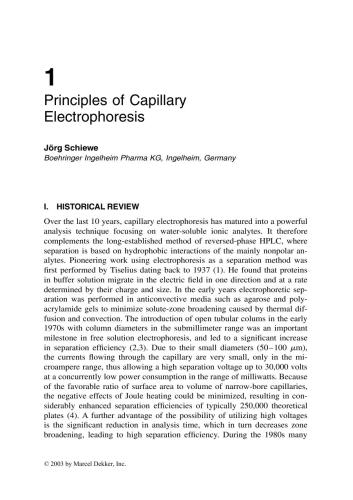 1
Principles of Capillary
Electrophoresis
Jörg Schiewe
Boehringer Ingelheim Pharma KG, Ingelheim, Germany
I. HISTORICAL REVIEW
Over the last 10 years, capillary electrophoresis has matured into a powerful
analysis technique focusing on water-soluble ionic analytes. It therefore
complements the long-established method of reversed-phase HPLC, where
separation is based on hydrophobic interactions of the mainly nonpolar an-
alytes. Pioneering work using electrophoresis as a separation method was
first performed by Tiselius dating back to 1937 (1). He found that proteins
in buffer solution migrate in the electric field in one direction and at a rate
determined by their charge and size. In the early years electrophoretic sep-
aration was performed in anticonvective media such as agarose and poly-
acrylamide gels to minimize solute-zone broadening caused by thermal dif-
fusion and convection. The introduction of open tubular colums in the early
1970s with column diameters in the submillimeter range was an important
milestone in free solution electrophoresis, and led to a significant increase
in separation efficiency (2,3). Due to their small diameters (50–100 μm),
the currents flowing through the capillary are very small, only in the mi-
croampere range, thus allowing a high separation voltage up to 30,000 volts
at a concurrently low power consumption in the range of milliwatts. Because
of the favorable ratio of surface area to volume of narrow-bore capillaries,
the negative effects of Joule heating could be minimized, resulting in con-
siderably enhanced separation efficiencies of typically 250,000 theoretical
plates (4). A further advantage of the possibility of utilizing high voltages
is the significant reduction in analysis time, which in turn decreases zone
broadening, leading to high separation efficiency. During the 1980s many
© 2003 by Marcel Dekker, Inc.